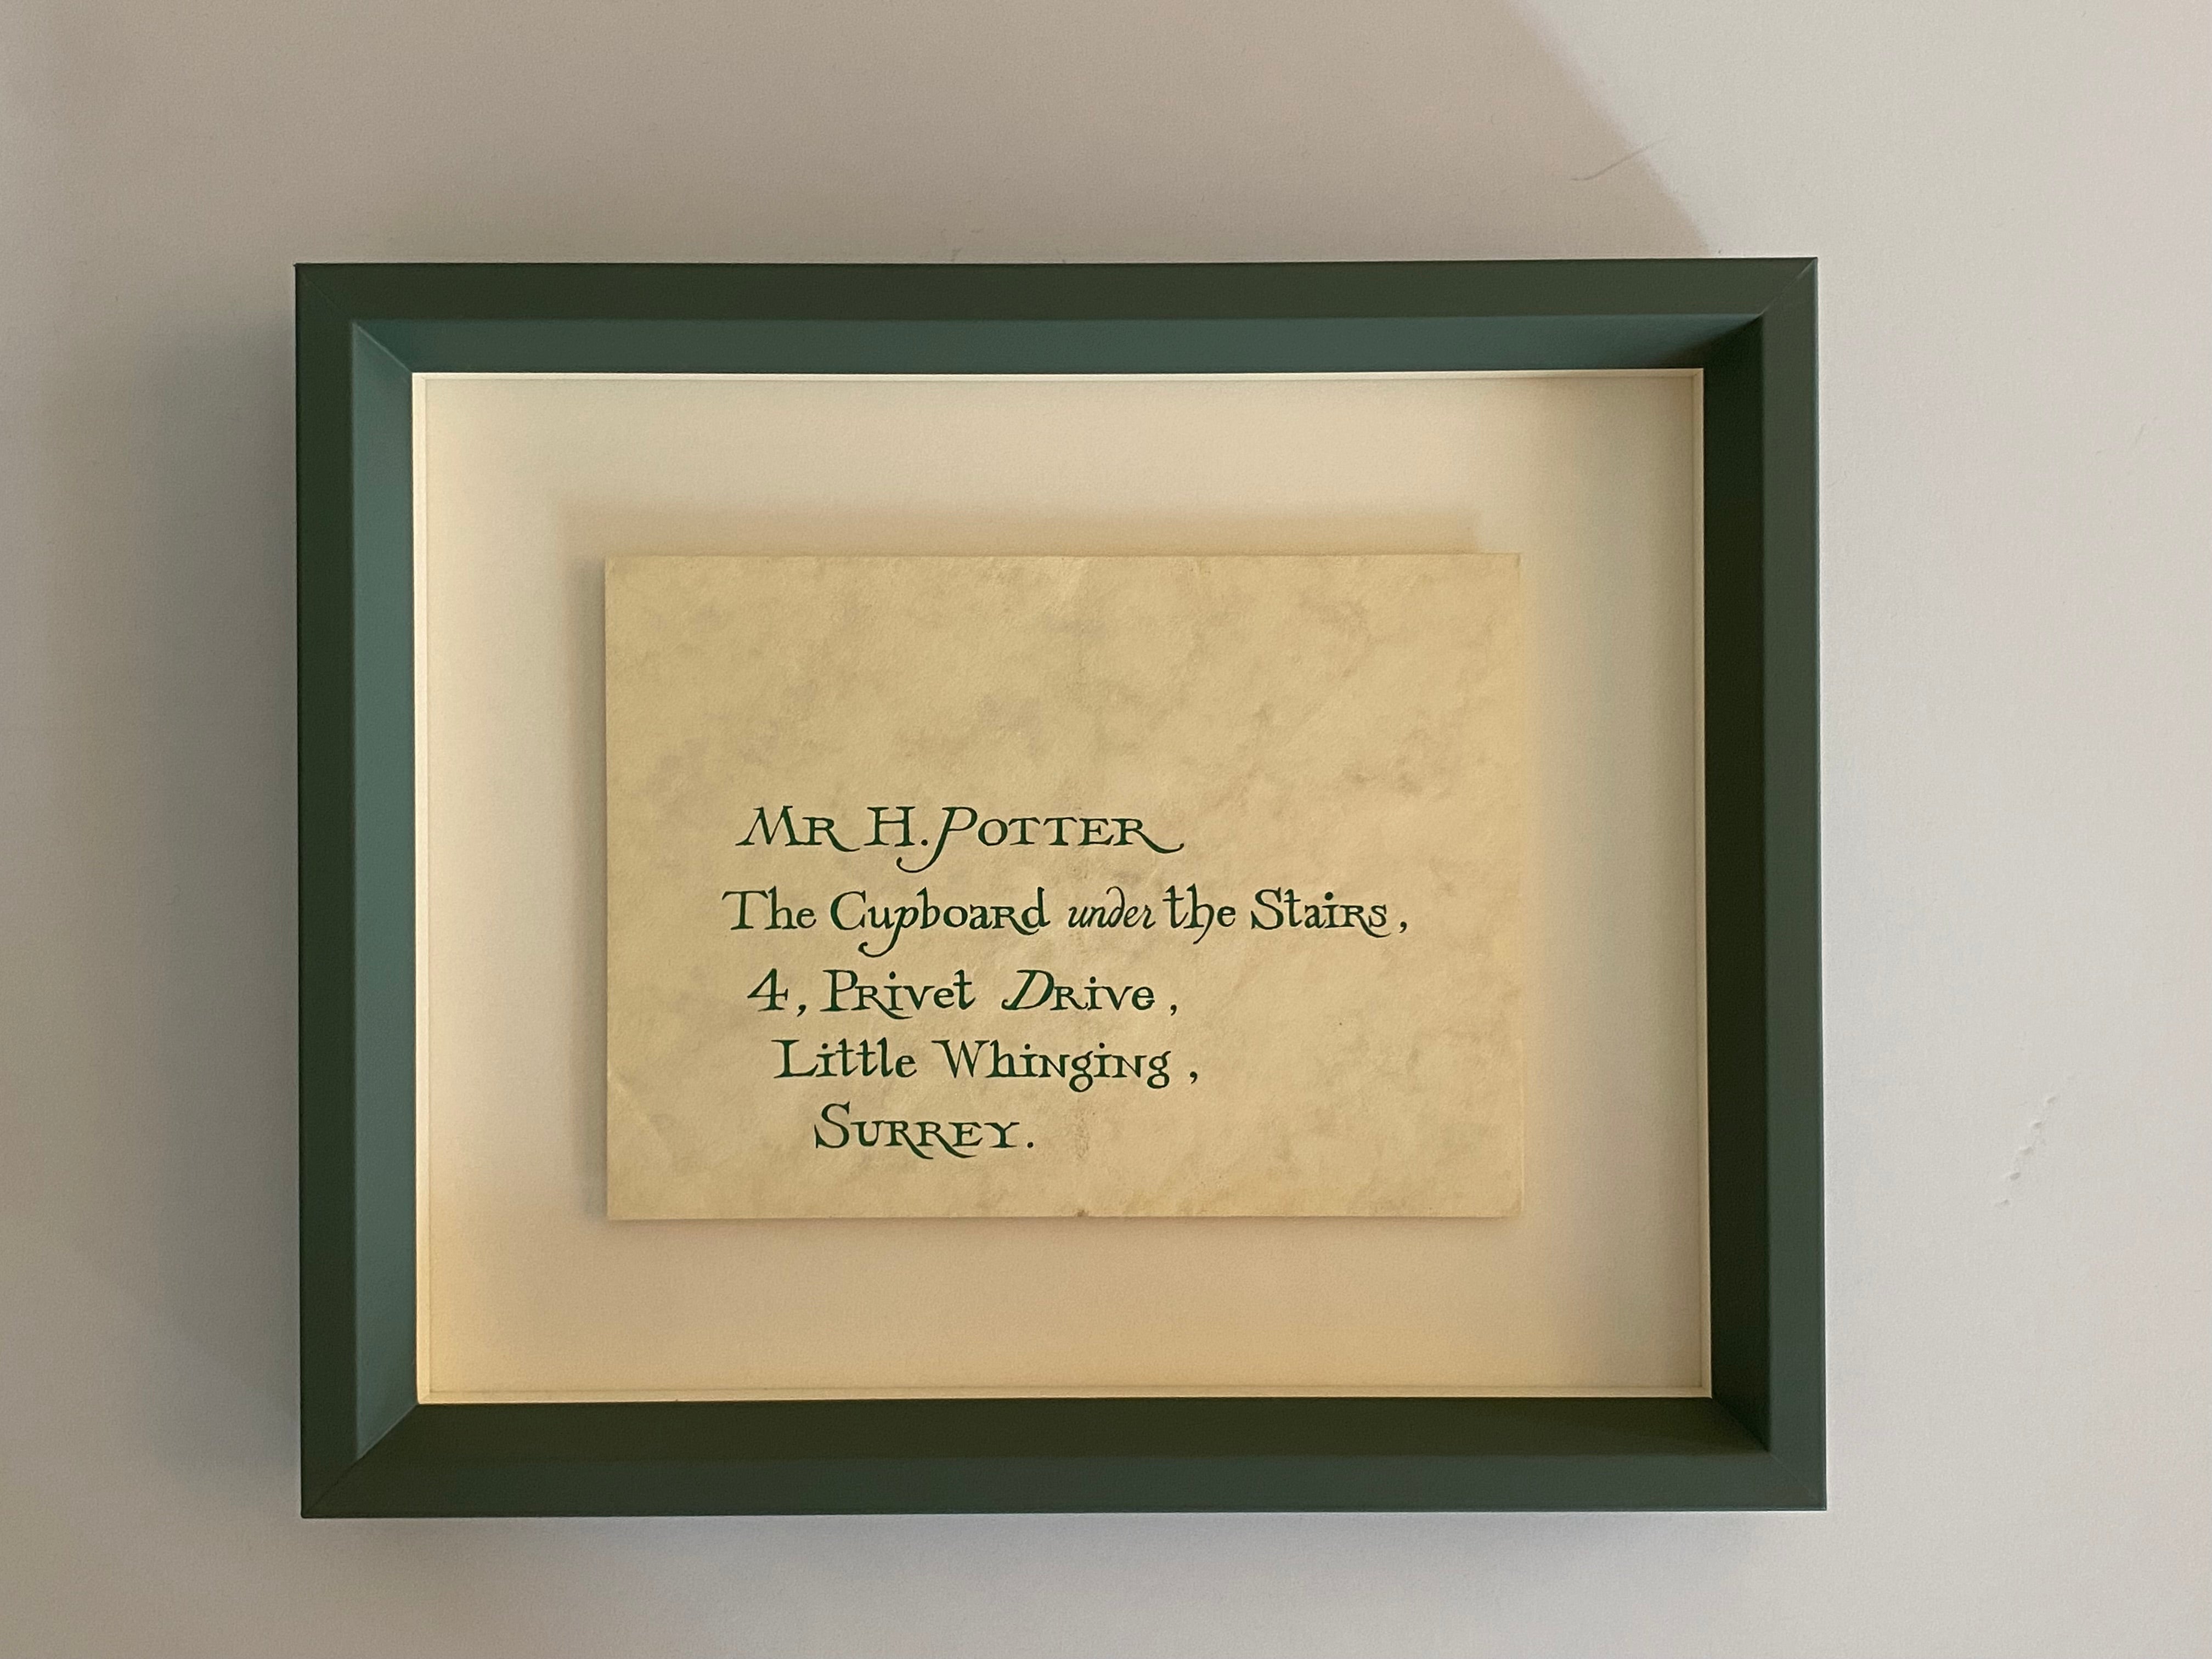 Mr H. Potter
The Cupboard under the Stairs,
4, Privet Drive,
Little Whinging,
Surrey.